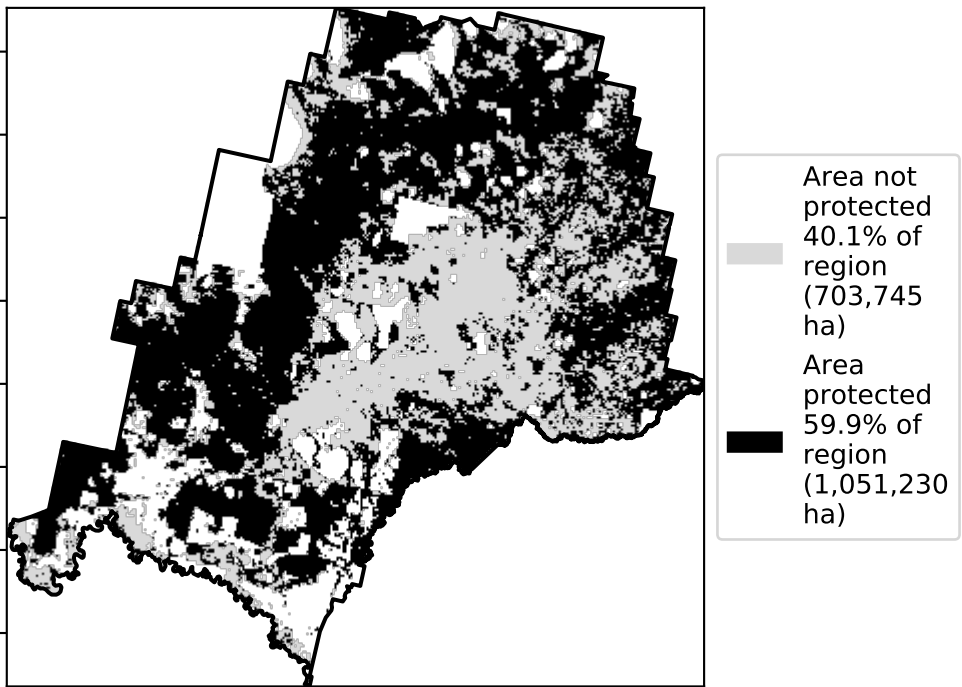 Area not
protected
40.1% of
region
(703,745
ha)
Area
protected
59.9% of
region
(1,051,230
ha)